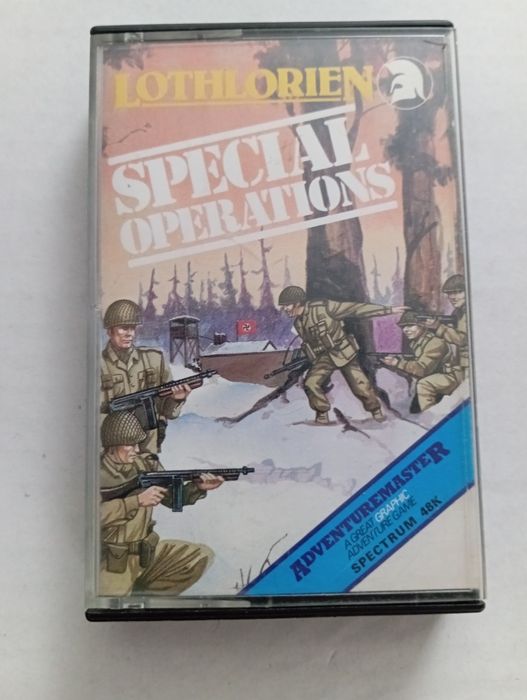 LOTHLORIEN
SPECIAL
OPERATIONS
ADVENTUREMASTER
A GREAT GRAPHIC
ADVENTURE GAME
SPECTRUM 48K